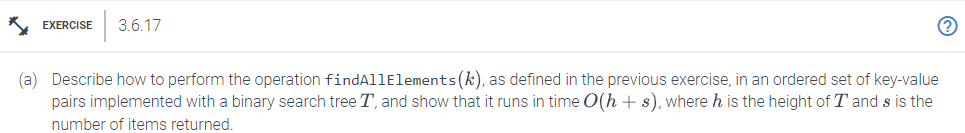 EXERCISE 3.6.17
(a) Describe how to perform the operation findAllElements(k), as defined in the previous exercise, in an ordered set of key-value
pairs implemented with a binary search tree T, and show that it runs in time O(h + s), where h is the height of T and s is the
number of items returned.